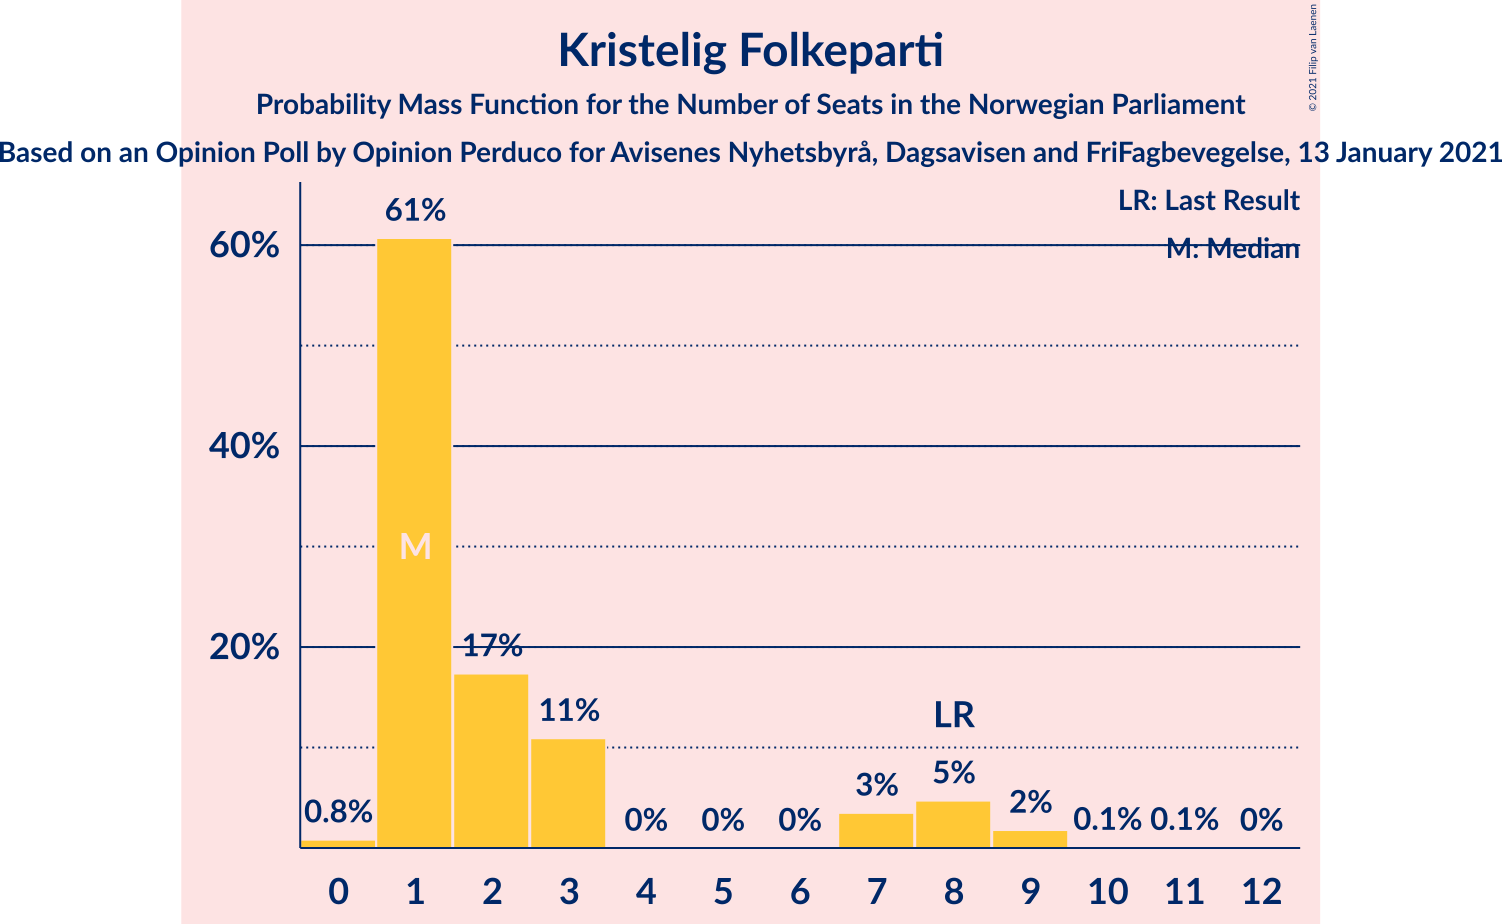 Kristelig Folkeparti
Probability Mass Function for the Number of Seats in the Norwegian Parliament
Based on an Opinion Poll by Opinion Perduco for Avisenes Nyhetsbyrå, Dagsavisen and FriFagbevegelse, 13 January 2021
© 2021 Filip van Laenen
LR: Last Result
M: Median
60%
40%
20%
0.8%
61%
M
17%
11%
0%
0%
0%
3%
LR
5%
2%
0.1%
0.1%
0%
0 1 2 3 4 5 6 7 8 9 10 11 12